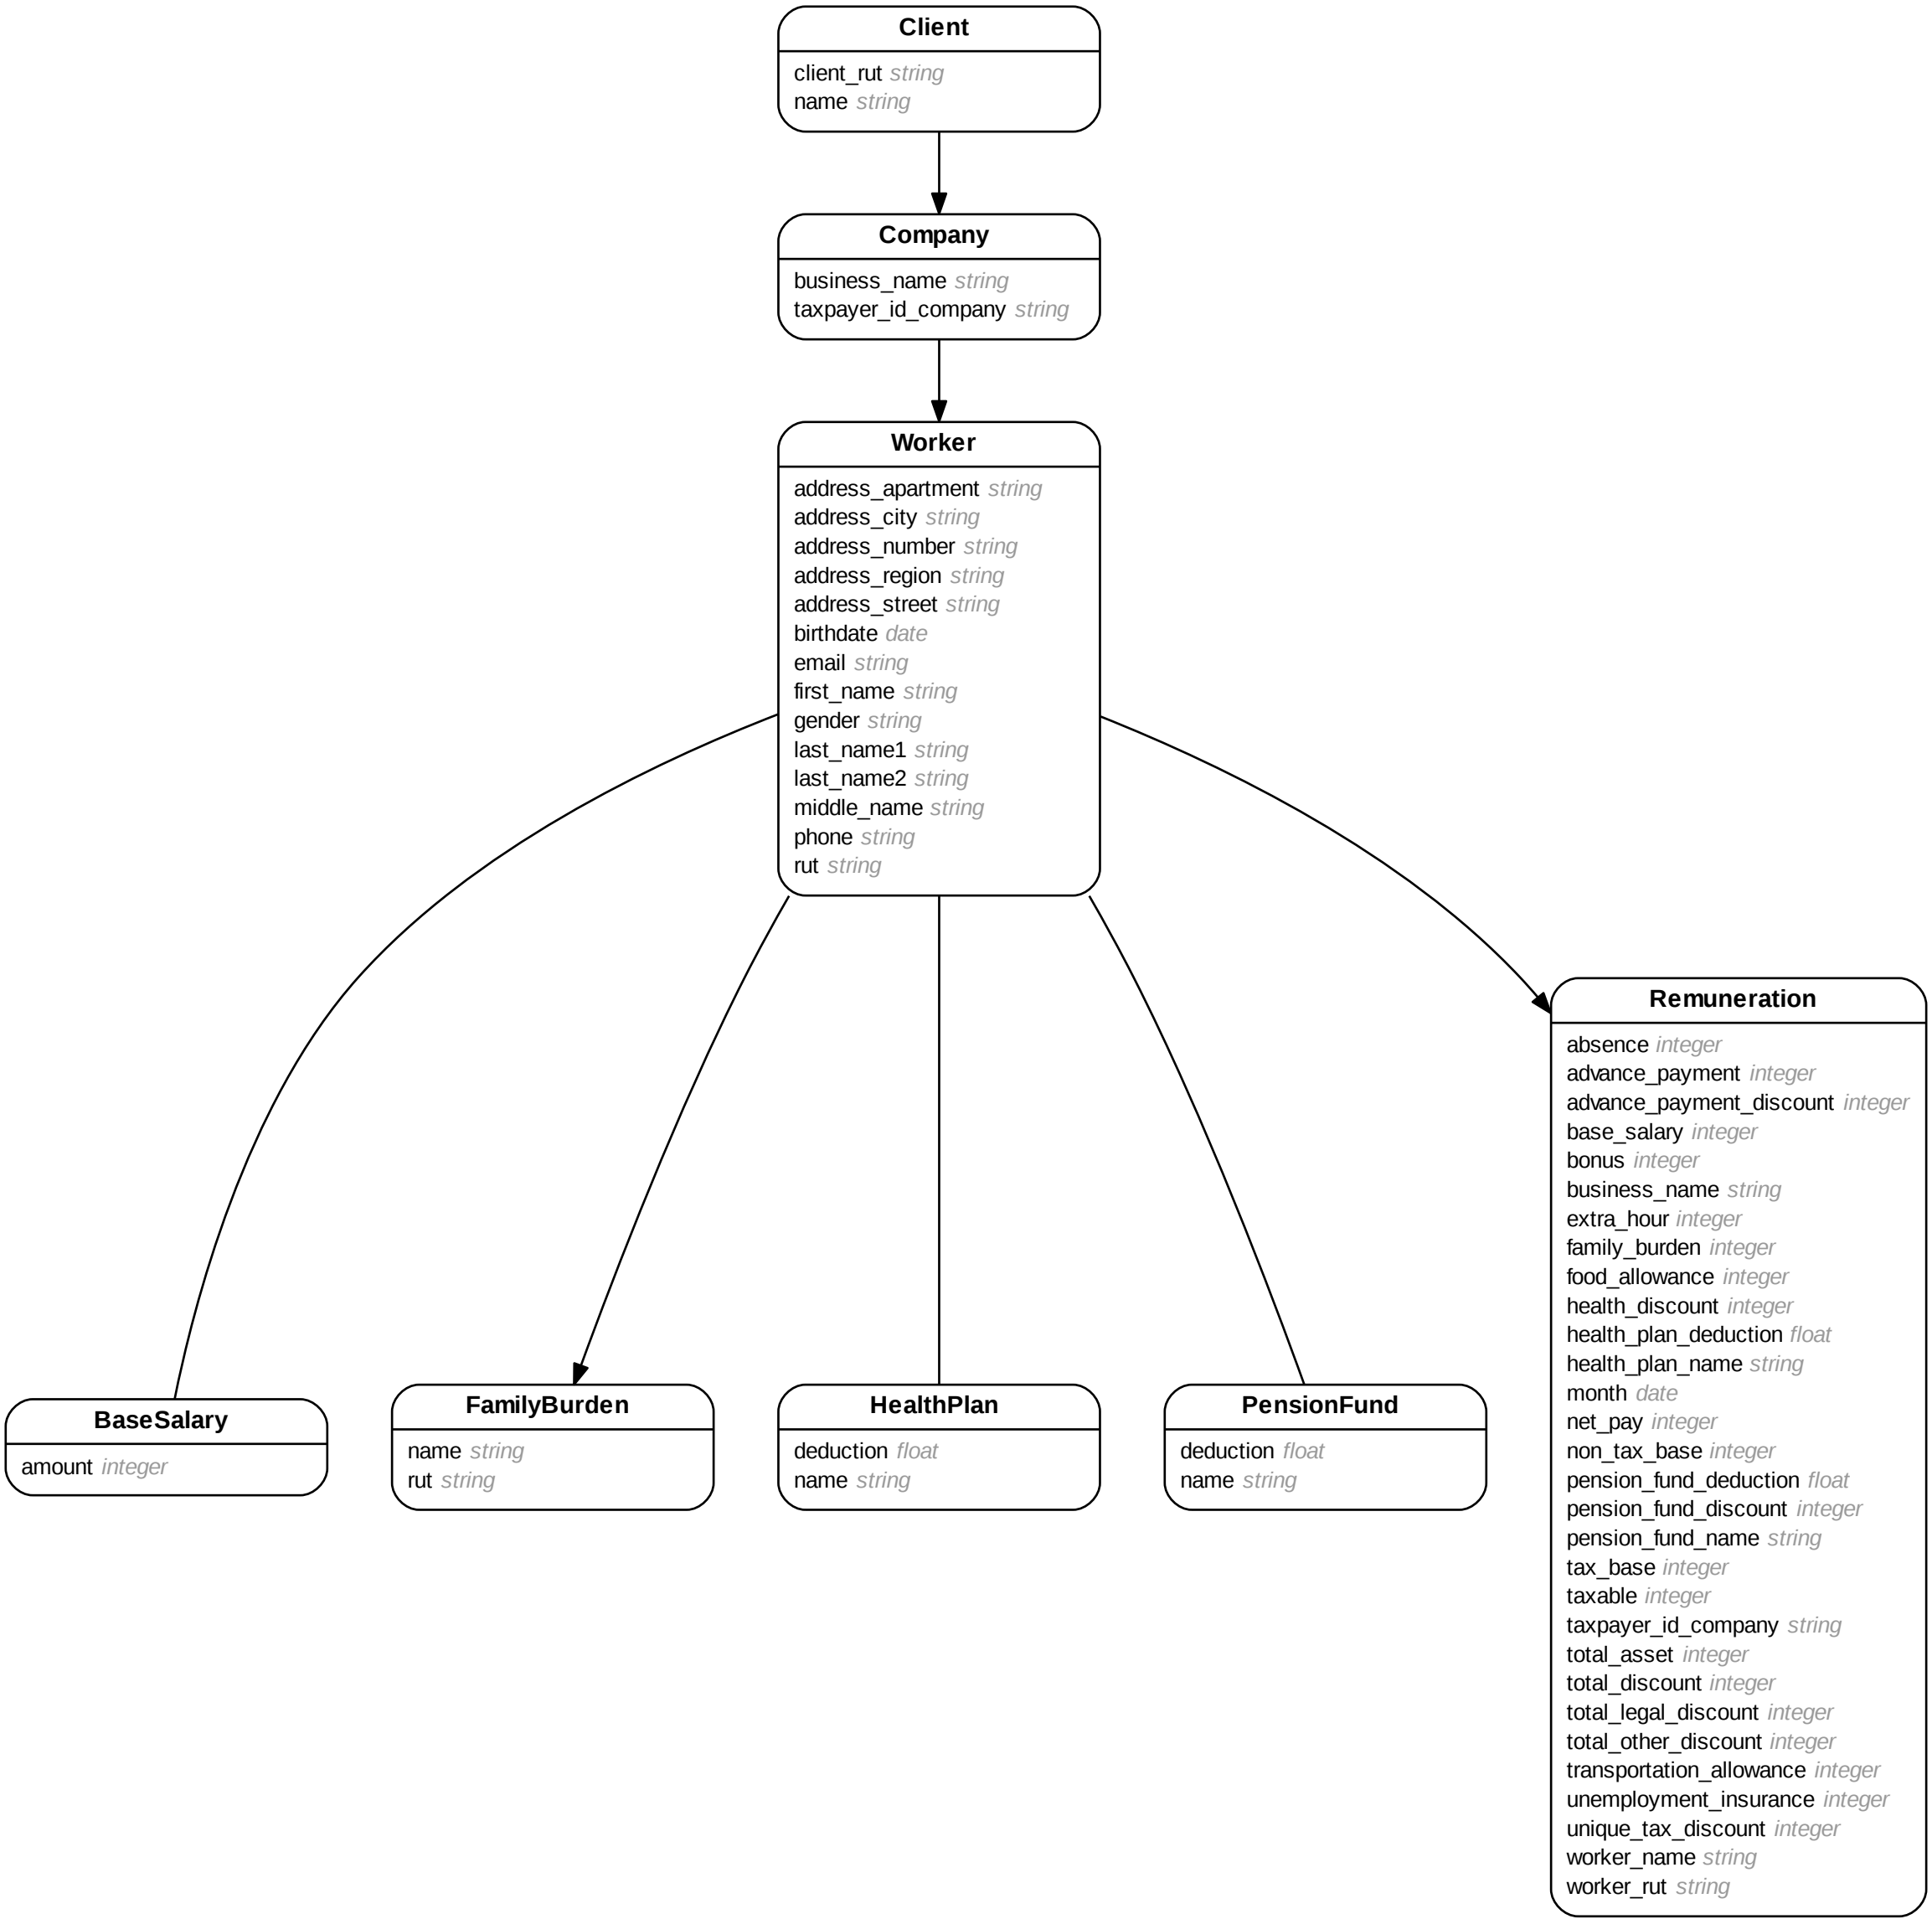 Client
client_rut string
name string
Company
business_name string
taxpayer_id_company string
Worker
address_apartment string
address_city string
address_number string
address_region string
address_street string
birthdate date
email string
first_name string
gender string
last_name1 string
last_name2 string
middle_name string
phone string
rut string
BaseSalary
amount integer
FamilyBurden
name string
rut string
HealthPlan
deduction float
name string
PensionFund
deduction float
name string
Remuneration
absence integer
advance_payment integer
advance_payment_discount integer
base_salary integer
bonus integer
business_name string
extra_hour integer
family_burden integer
food_allowance integer
health_discount integer
health_plan_deduction float
health_plan_name string
month date
net_pay integer
non_tax_base integer
pension_fund_deduction float
pension_fund_discount integer
pension_fund_name string
tax_base integer
taxable integer
taxpayer_id_company string
total_asset integer
total_discount integer
total_legal_discount integer
total_other_discount integer
transportation_allowance integer
unemployment_insurance integer
unique_tax_discount integer
worker_name string
worker_rut string